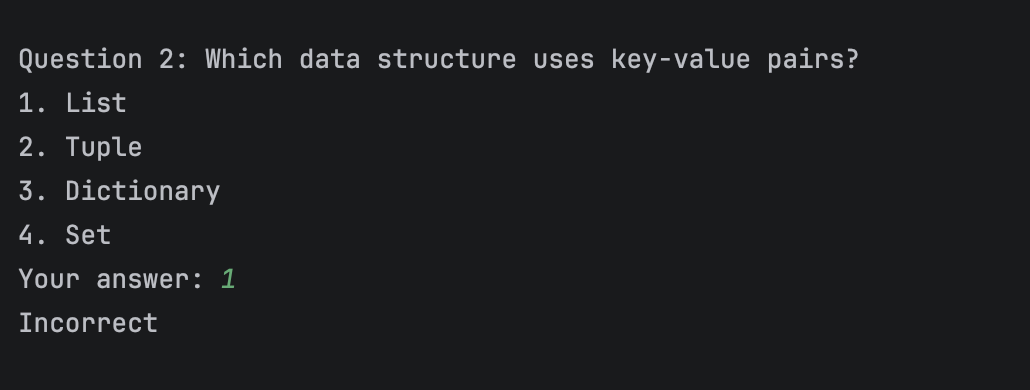 Question 2: Which data structure uses key-value pairs?
1. List
2. Tuple
3. Dictionary
4. Set
Your answer: 1
Incorrect